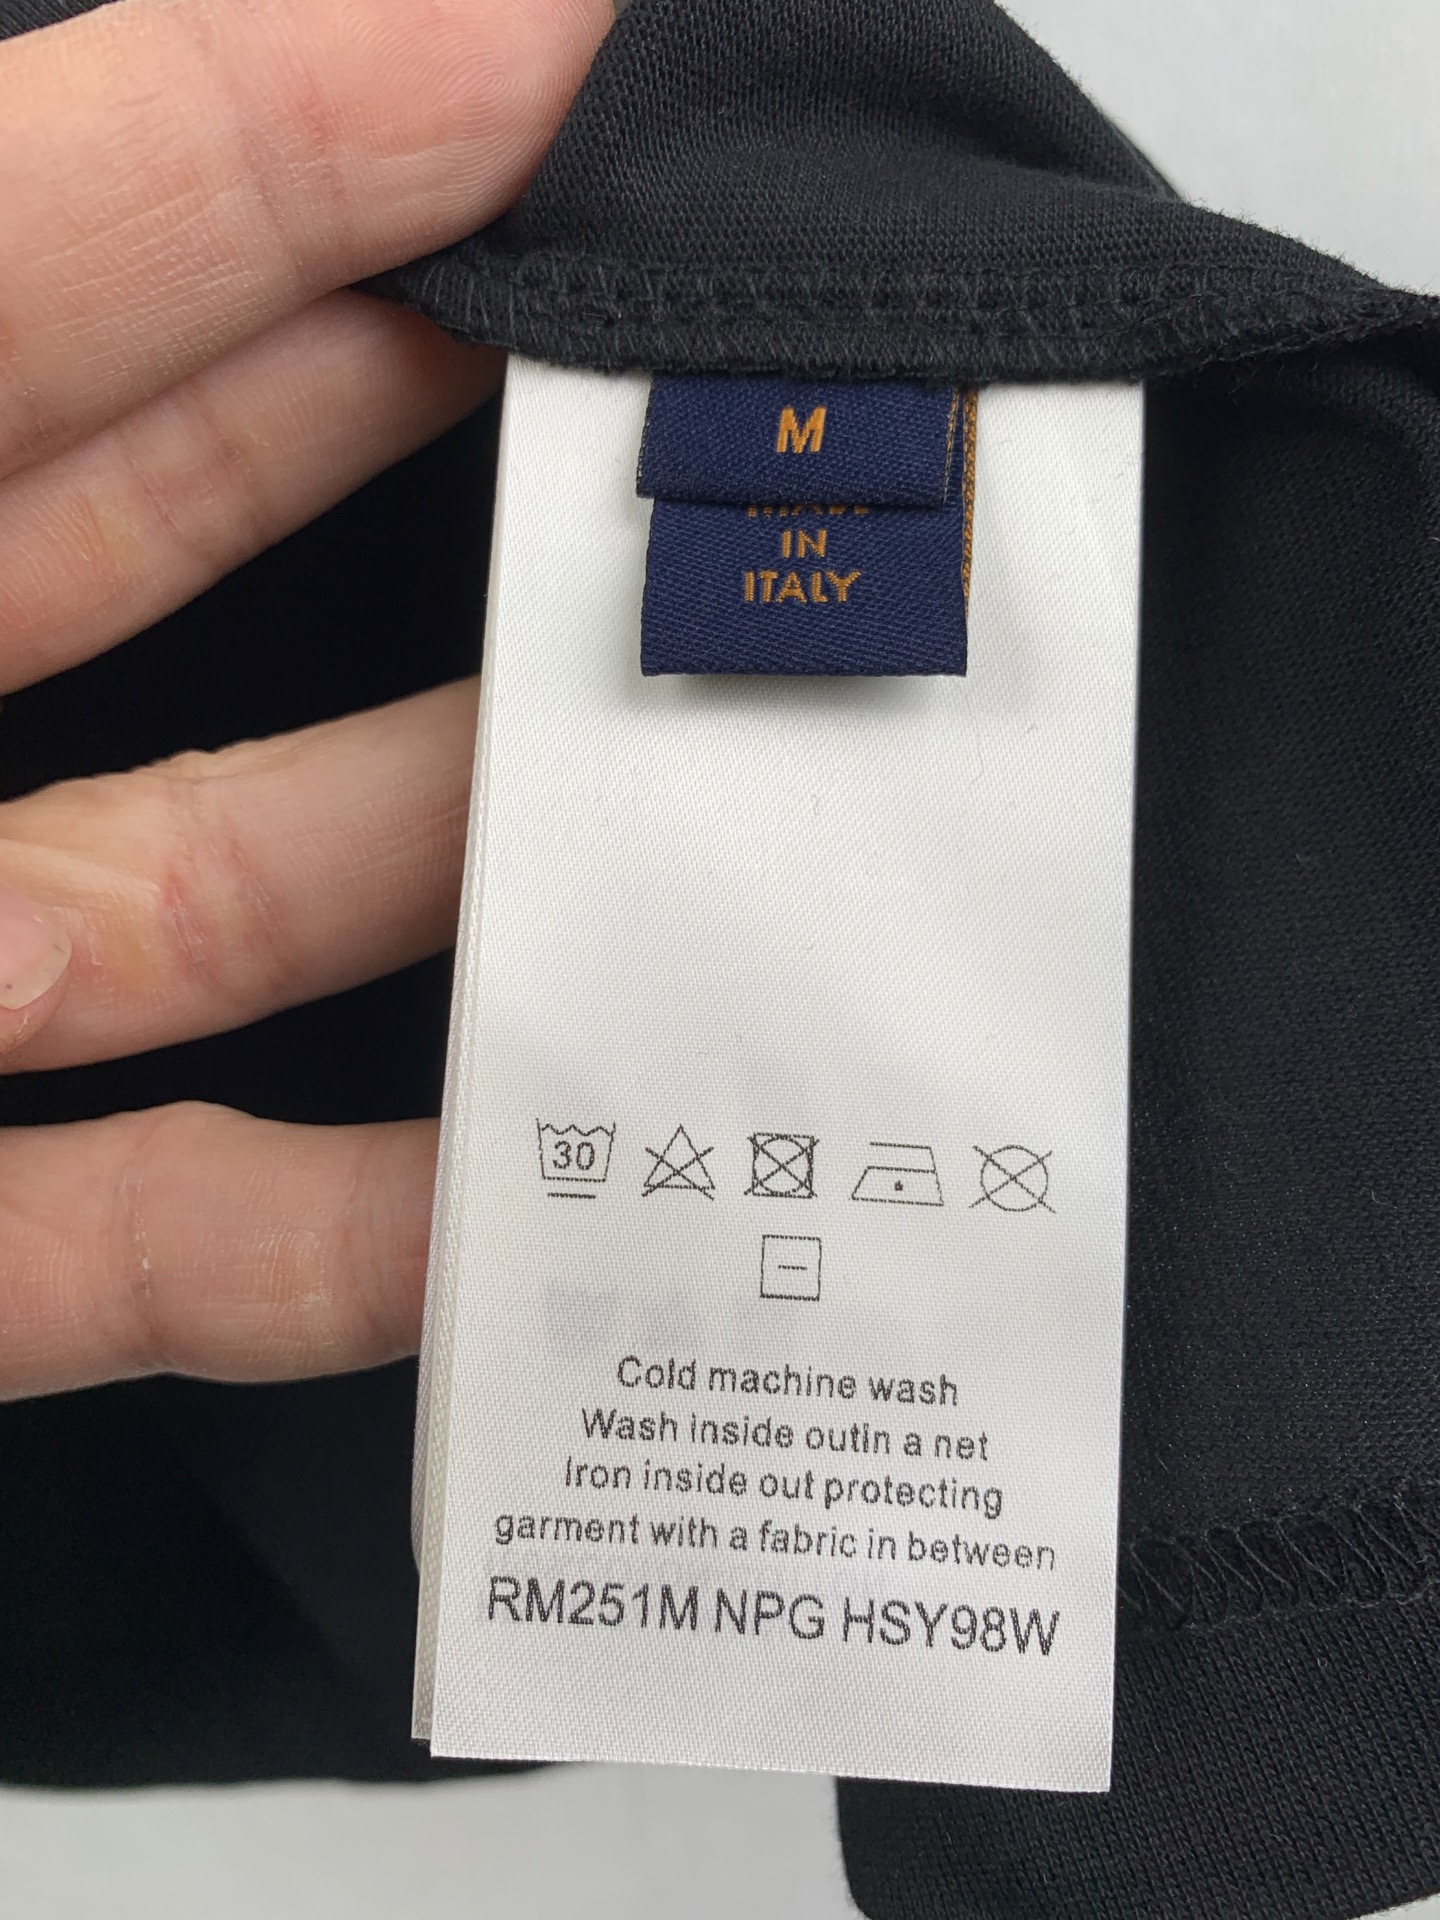 M
MADE
IN
ITALY
30
Cold machine wash
Wash inside outin a net
Iron inside out protecting
garment with a fabric in between
RM251M NPG HSY98W